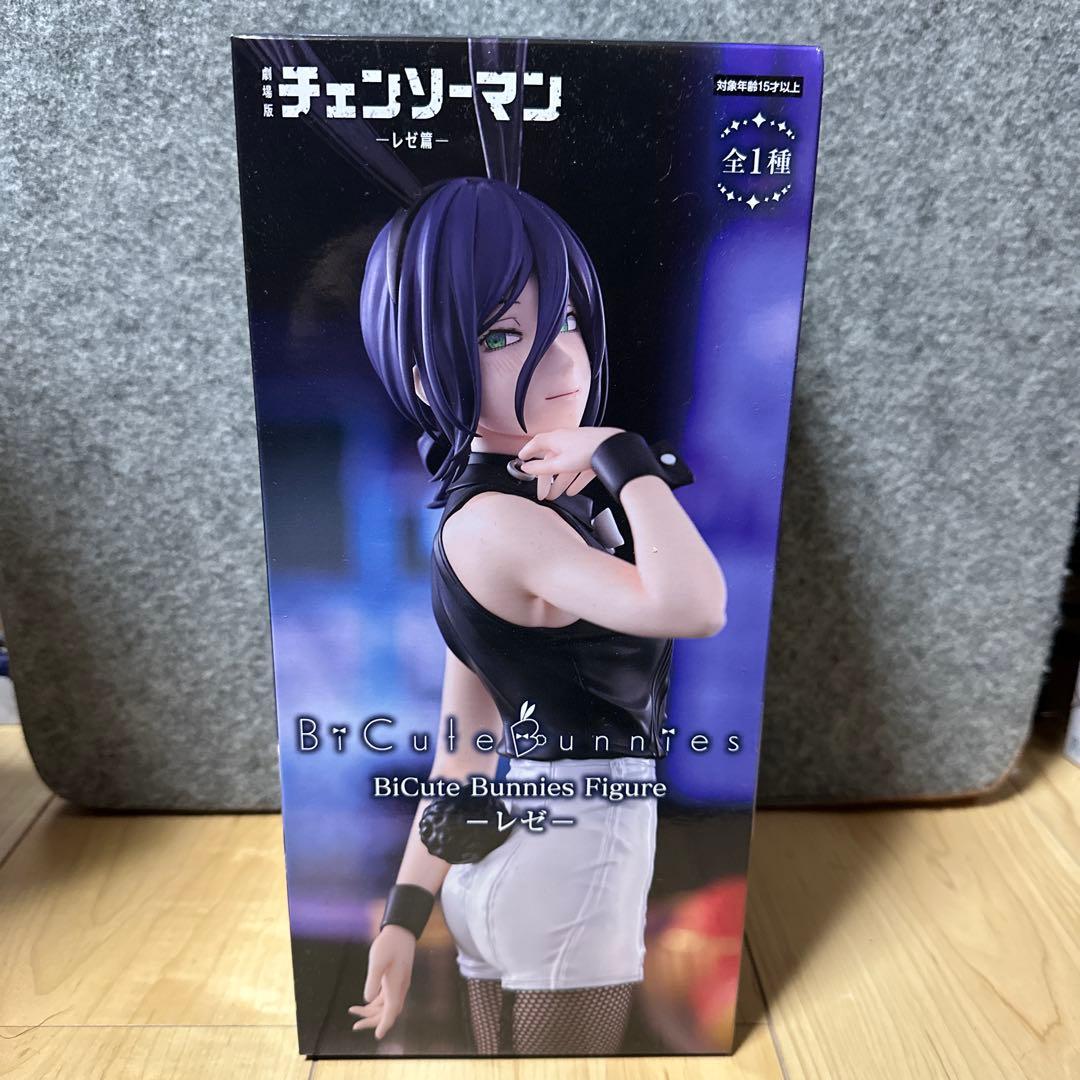 劇場版
チェンソーマン
―レゼ篇―
対象年齢15才以上
全1種
BiCute Bunnies
BiCute Bunnies Figure
―レゼ―